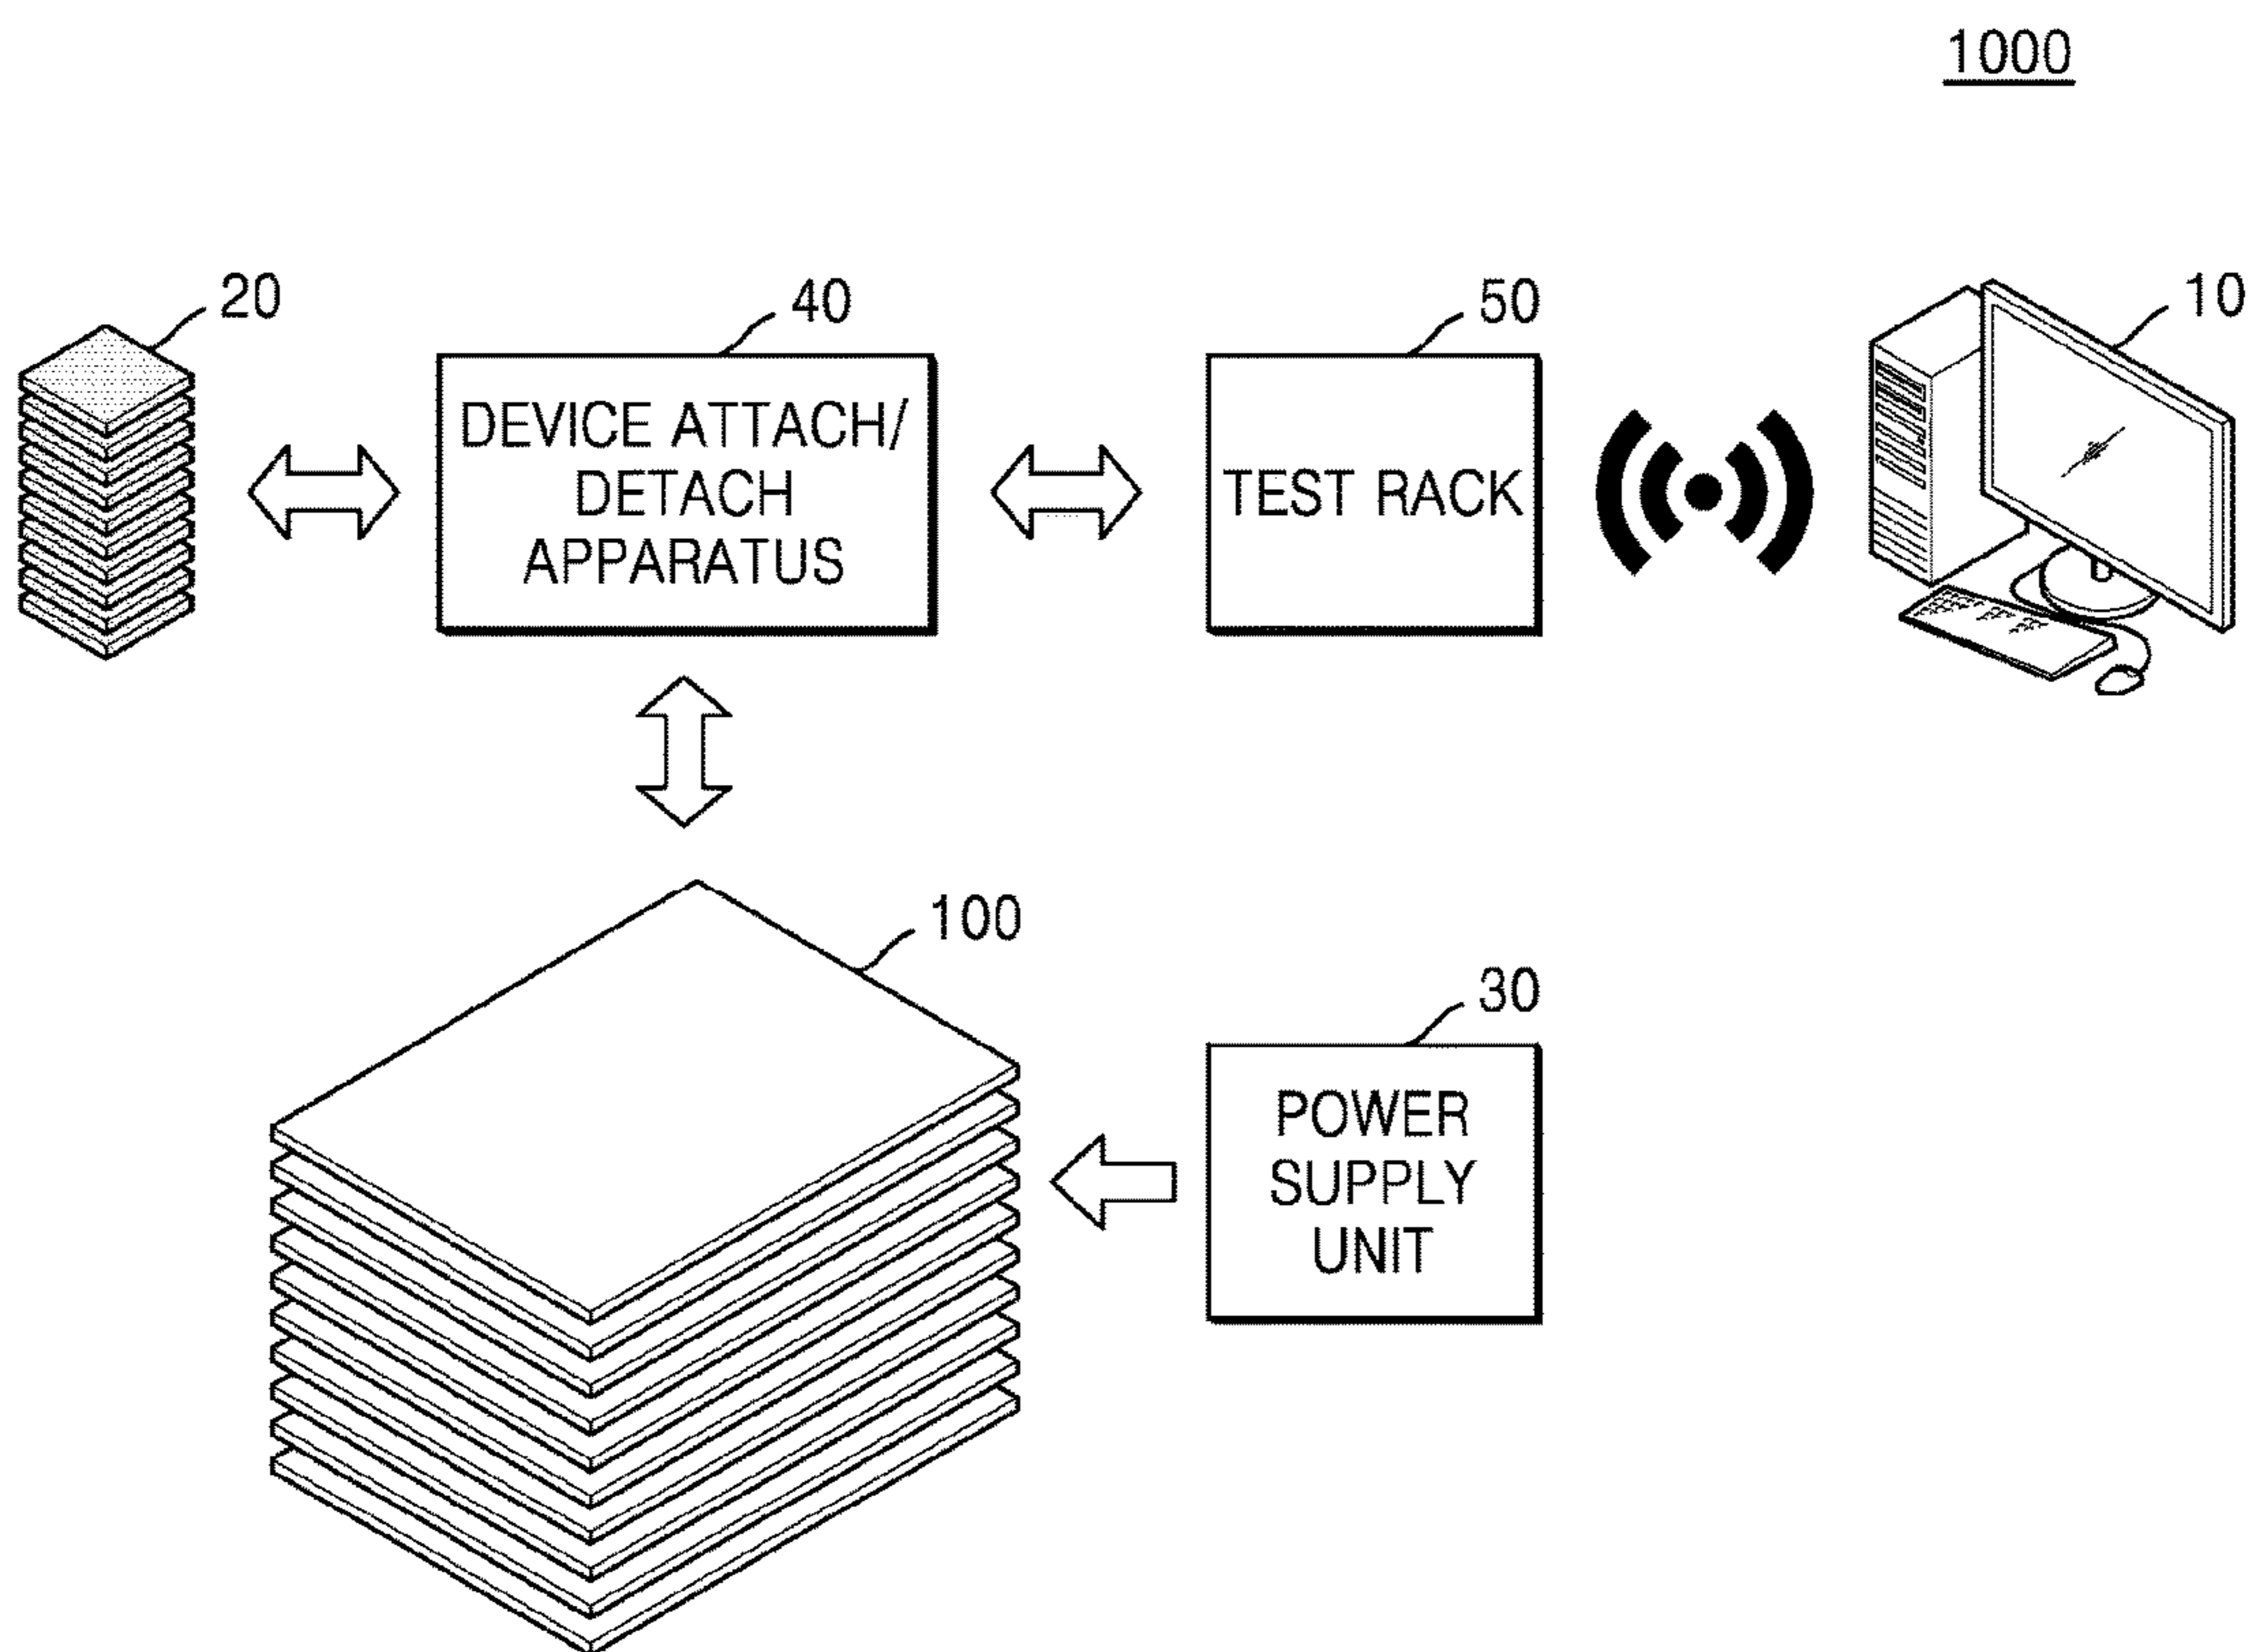 1000
20
40
50
10
DEVICE ATTACH/
DETACH
APPARATUS
TEST RACK
100
30
POWER
SUPPLY
UNIT